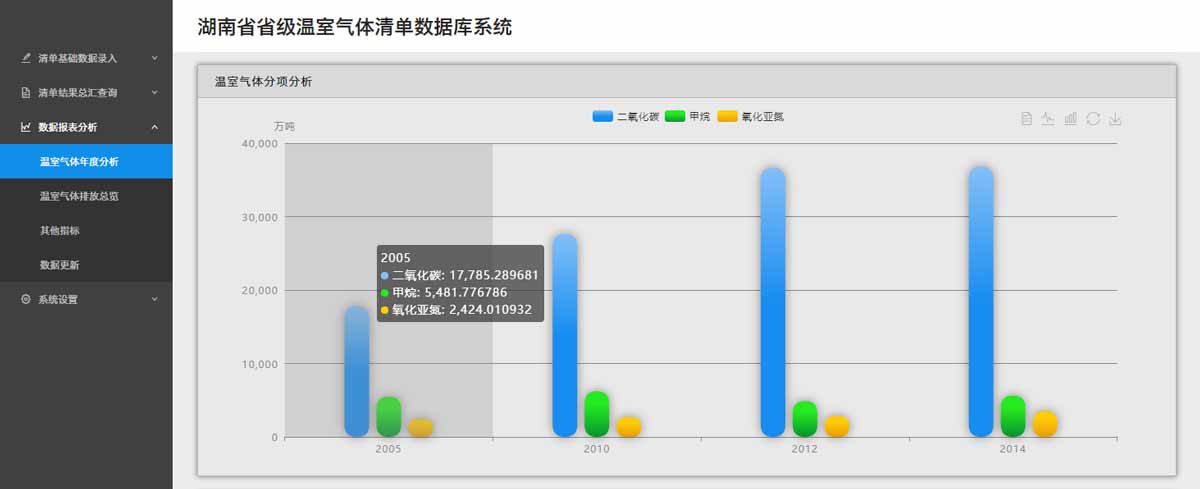 湖南省省级温室气体清单数据库系统
清单基础数据录入
清单结果总汇查询
数据报表分析
温室气体年度分析
温室气体排放总览
其他指标
数据更新
系统设置
温室气体分项分析
二氧化碳 甲烷 氧化亚氮
万吨
40,000
30,000
20,000
10,000
0
2005
二氧化碳: 17,785.289681
甲烷: 5,481.776786
氧化亚氮: 2,424.010932
2005 2010 2012 2014